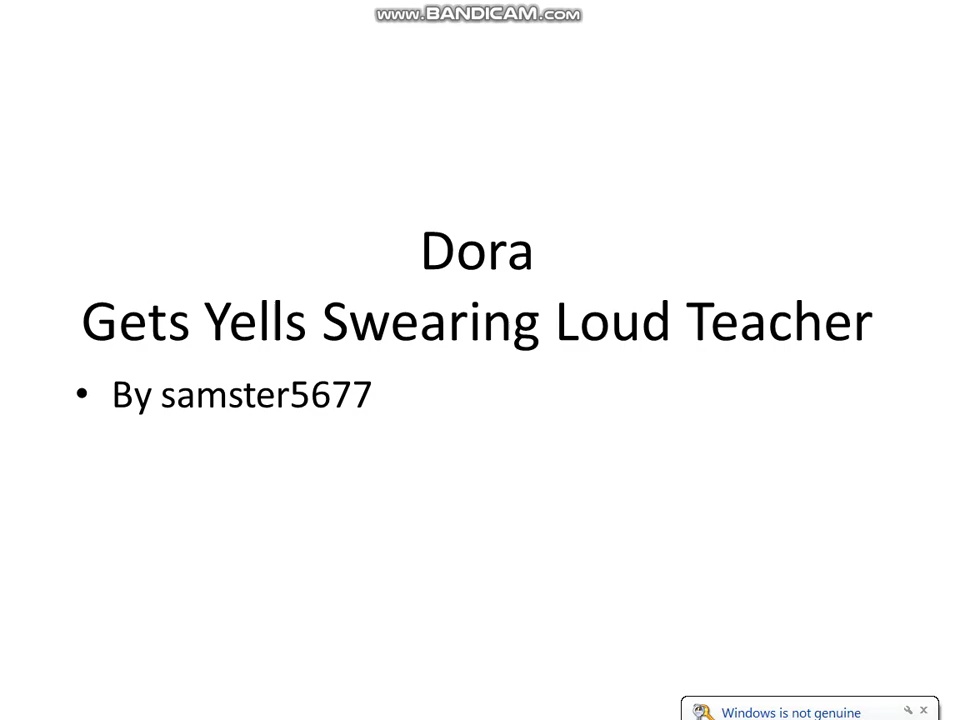 www.BANDICAM.com
Dora
Gets Yells Swearing Loud Teacher
• By samster5677
Windows is not genuine